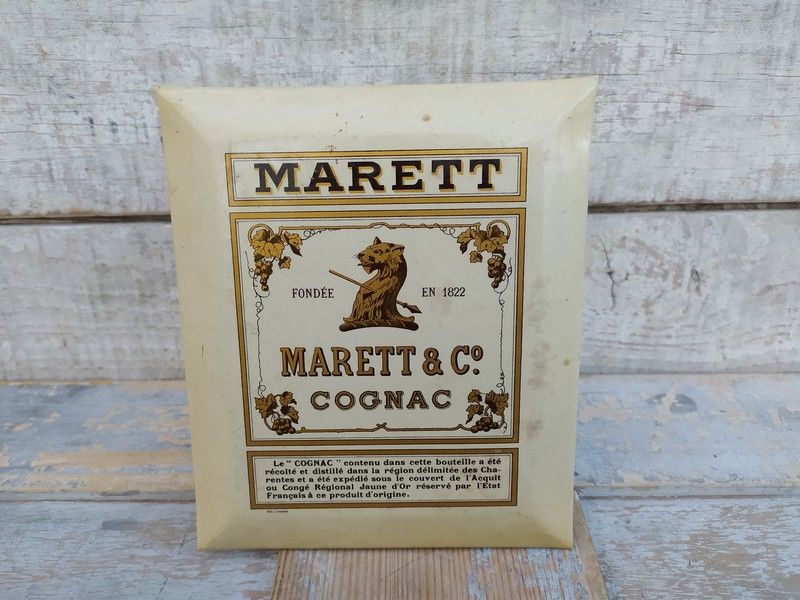 MARETT
FONDÉE EN 1822
MARETT & Cº
COGNAC
Le "COGNAC" contenu dans cette bouteille a été
récolté et distillé dans la région délimitée des Cha-
rentes et a été expédié sous le couvert de l'Acquit
ou Congé Régional Jaune d'Or réservé par l'Etat
Français à ce produit d'origine.